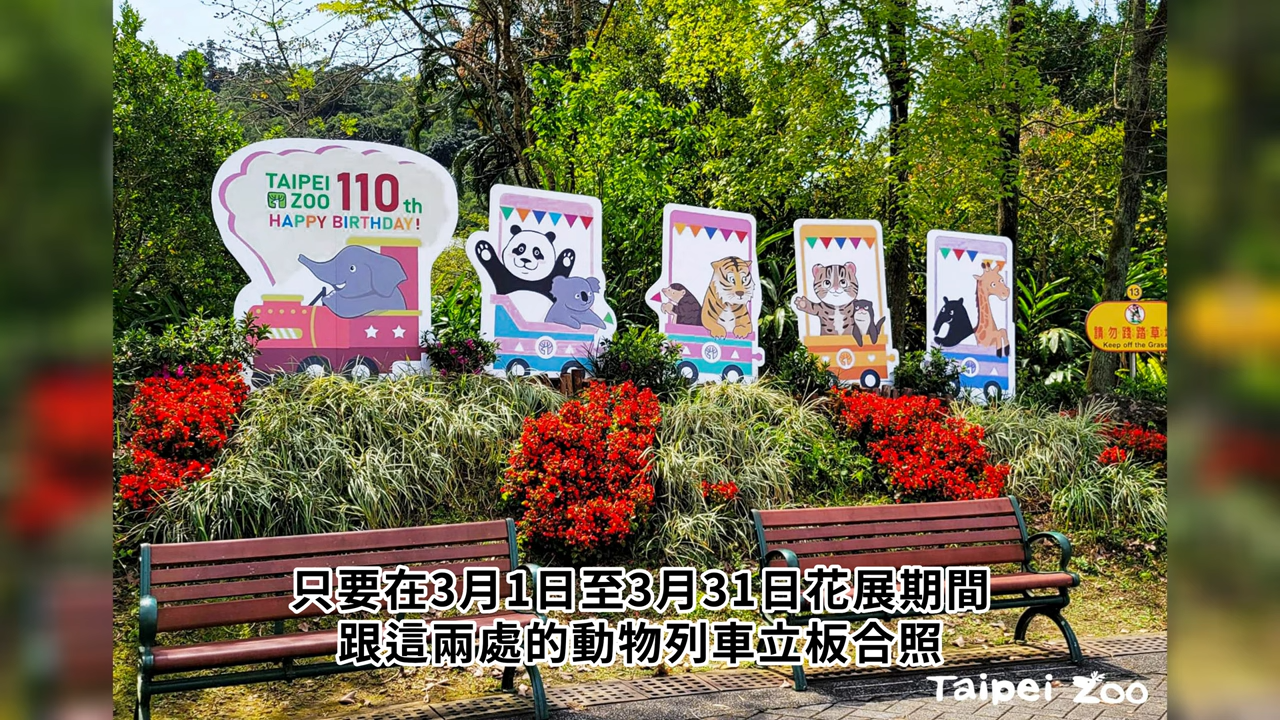 TAIPEI
ZOO 110th
HAPPY BIRTHDAY!
13
請勿踐踏草
Keep off the Grass
只要在3月1日至3月31日花展期間
跟這兩處的動物列車立板合照
Taipei Zoo